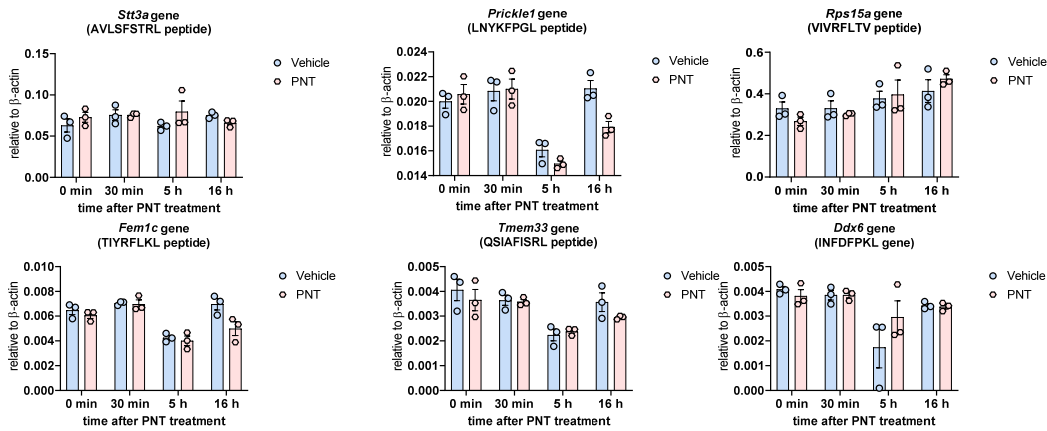 Stt3a gene
(AVLSFSTRL peptide)
relative to β-actin
0.15
0.10
0.05
0.00
0 min 30 min 5 h 16 h
time after PNT treatment
Vehicle
PNT
Prickle1 gene
(LNYKFPGL peptide)
relative to β-actin
0.024
0.022
0.020
0.018
0.016
0.014
0 min 30 min 5 h 16 h
time after PNT treatment
Vehicle
PNT
Rps15a gene
(VIVRFLTV peptide)
relative to β-actin
0.6
0.4
0.2
0.0
0 min 30 min 5 h 16 h
time after PNT treatment
Vehicle
PNT
Fem1c gene
(TIYRFLKL peptide)
relative to β-actin
0.010
0.008
0.006
0.004
0.002
0.000
0 min 30 min 5 h 16 h
time after PNT treatment
Vehicle
PNT
Tmem33 gene
(QSIAFISRL peptide)
relative to β-actin
0.005
0.004
0.003
0.002
0.001
0.000
0 min 30 min 5 h 16 h
time after PNT treatment
Vehicle
PNT
Ddx6 gene
(INFDFPKL gene)
relative to β-actin
0.005
0.004
0.003
0.002
0.001
0.000
0 min 30 min 5 h 16 h
time after PNT treatment
Vehicle
PNT